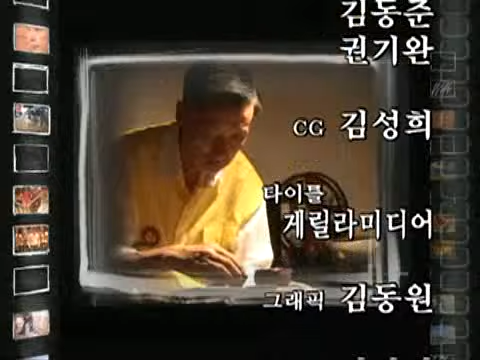 김동준
권기완
CG 김성희
타이틀
게릴라미디어
그래픽 김동원